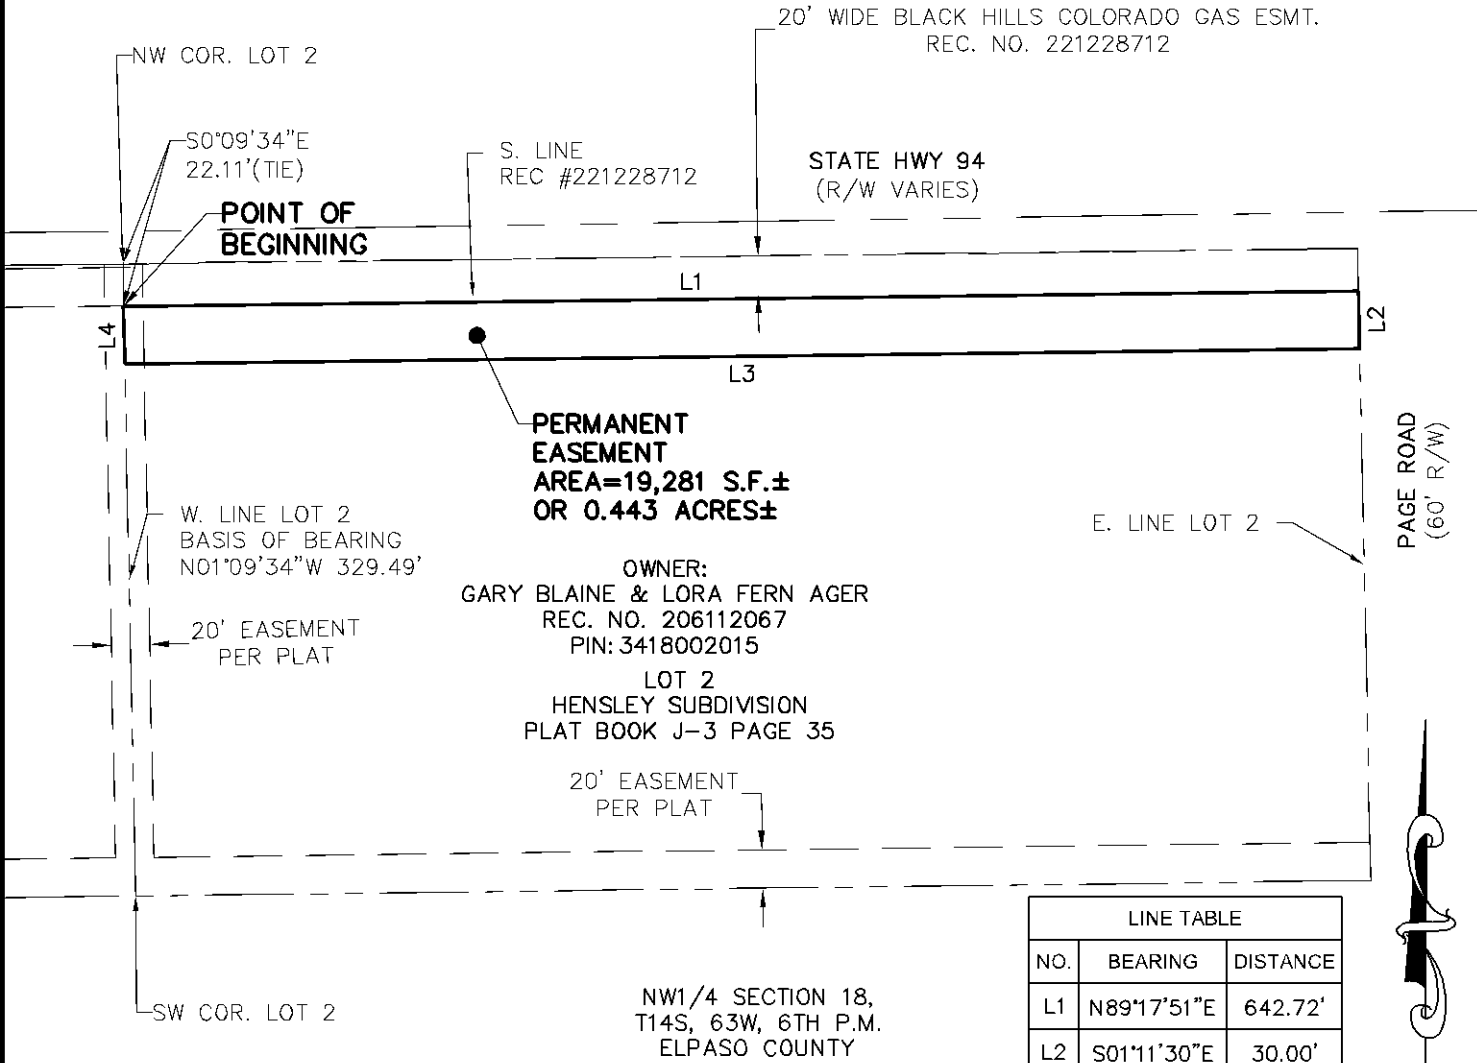 20' WIDE BLACK HILLS COLORADO GAS ESMT.
REC. NO. 221228712
NW COR. LOT 2
S0°09'34"E
22.11'(TIE)
S. LINE
REC #221228712
STATE HWY 94
(R/W VARIES)
POINT OF
BEGINNING
L1
L2
L4
L3
PERMANENT
EASEMENT
AREA=19,281 S.F.±
OR 0.443 ACRES±
PAGE ROAD
(60' R/W)
W. LINE LOT 2
BASIS OF BEARING
N01°09'34"W 329.49'
E. LINE LOT 2
OWNER:
GARY BLAINE & LORA FERN AGER
REC. NO. 206112067
PIN: 3418002015
20' EASEMENT
PER PLAT
LOT 2
HENSLEY SUBDIVISION
PLAT BOOK J-3 PAGE 35
20' EASEMENT
PER PLAT
SW COR. LOT 2
NW1/4 SECTION 18,
T14S, 63W, 6TH P.M.
ELPASO COUNTY
LINE TABLE
NO. BEARING DISTANCE
L1 N89°17'51"E 642.72'
L2 S01°11'30"E 30.00'